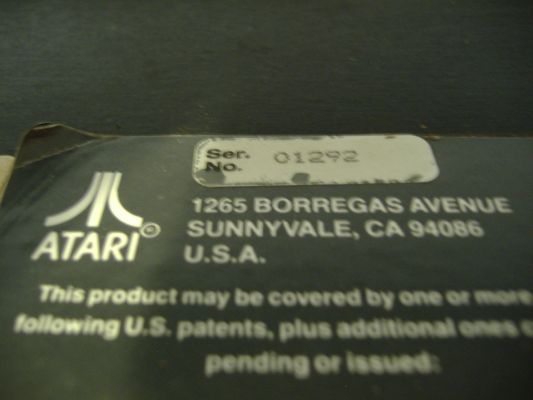 Ser.
No. 01292
ATARI©
1265 BORREGAS AVENUE
SUNNYVALE, CA 94086
U.S.A.
This product may be covered by one or more
following U.S. patents, plus additional ones
pending or issued: